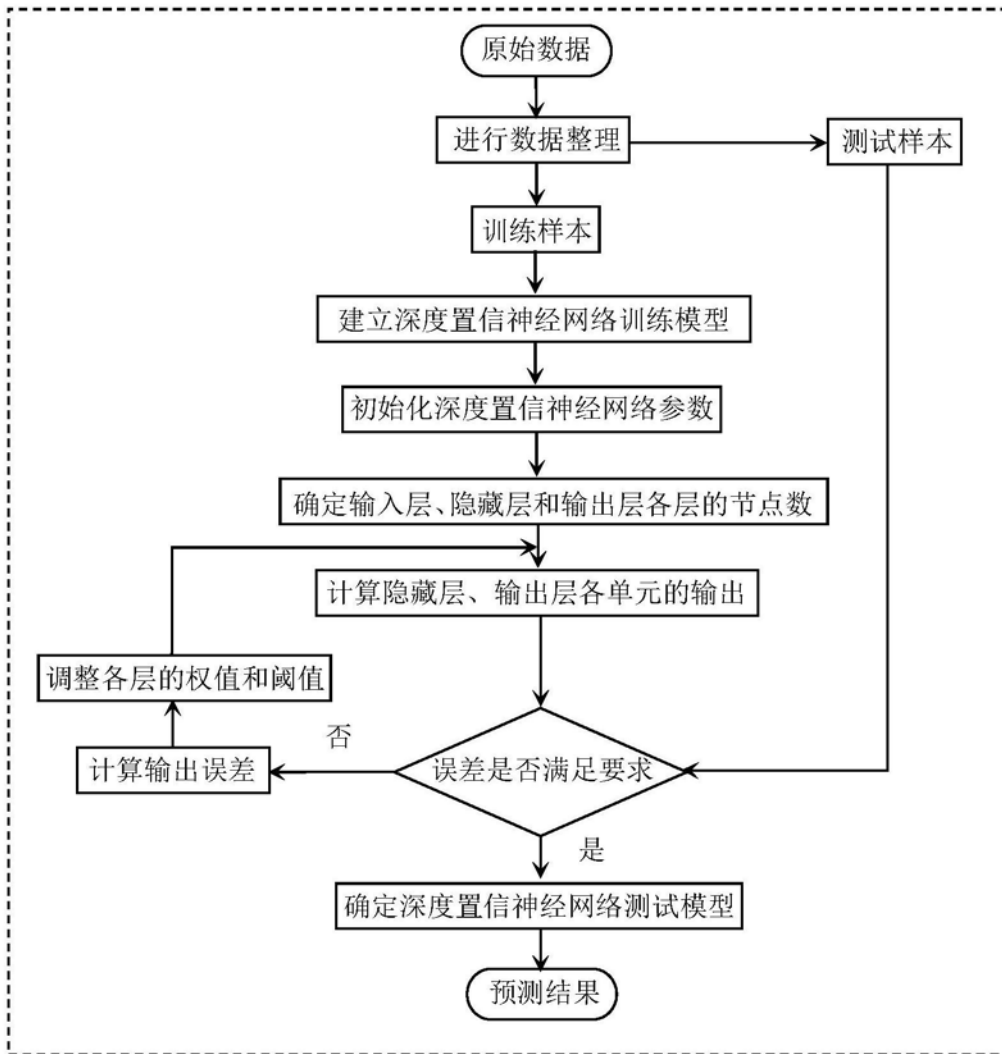 原始数据
进行数据整理
测试样本
训练样本
建立深度置信神经网络训练模型
初始化深度置信神经网络参数
确定输入层、隐藏层和输出层各层的节点数
计算隐藏层、输出层各单元的输出
调整各层的权值和阈值
否
计算输出误差
误差是否满足要求
是
确定深度置信神经网络测试模型
预测结果